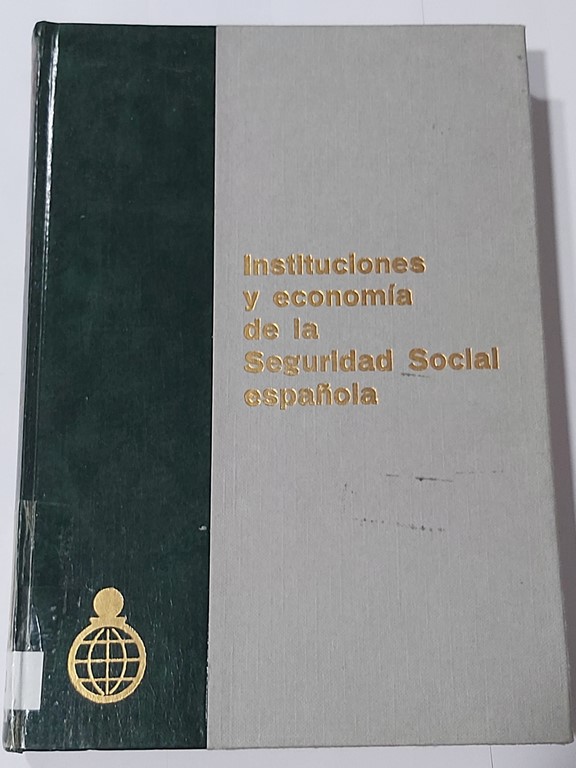 Instituciones
y economía
de la
Seguridad Social
española